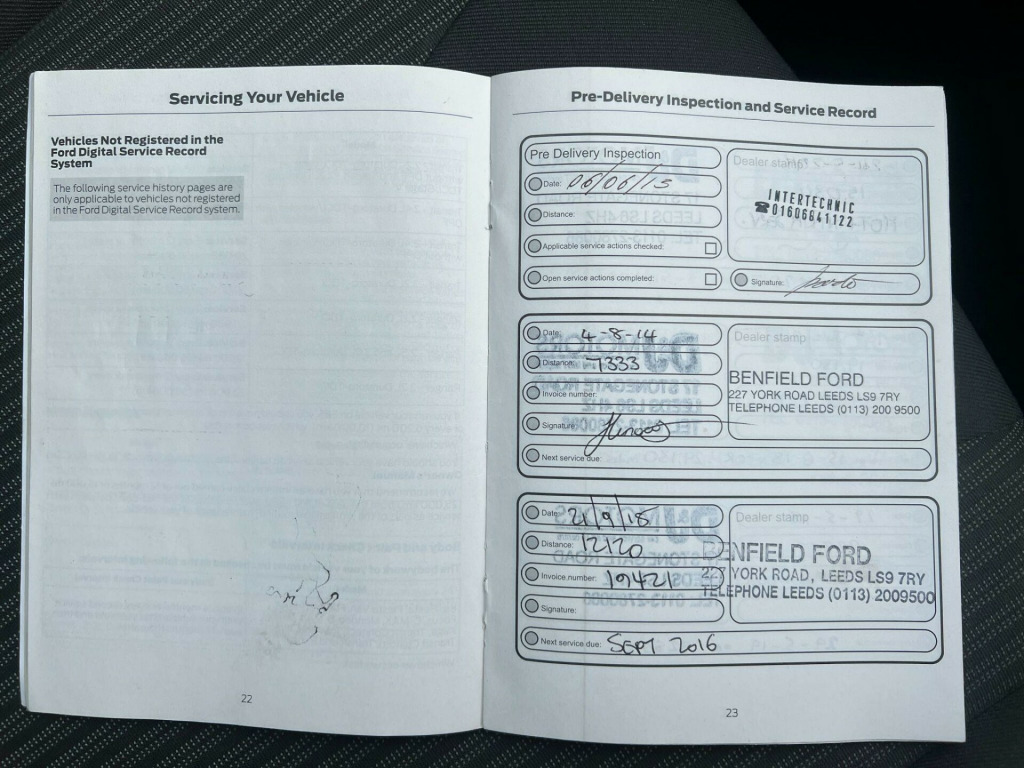 Servicing Your Vehicle
Vehicles Not Registered in the
Ford Digital Service Record
System
The following service history pages are
only applicable to vehicles not registered
in the Ford Digital Service Record system.
22
Pre-Delivery Inspection and Service Record
Pre Delivery Inspection
Date: 06/06/13
Distance:
Applicable service actions checked:
Open service actions completed:
Dealer stamp
INTERTECHNIC
☎01606641122
Signature:
Date: 4-8-14
Distance: 7333
Invoice number:
Signature:
Next service due:
Dealer stamp
BENFIELD FORD
227 YORK ROAD LEEDS LS9 7RY
TELEPHONE LEEDS (0113) 200 9500
Date: 21/9/15
Distance: 12120
Invoice number: 19421
Signature:
Next service due: SEPT 2016
Dealer stamp
BENFIELD FORD
227 YORK ROAD, LEEDS LS9 7RY
TELEPHONE LEEDS (0113) 2009500
23